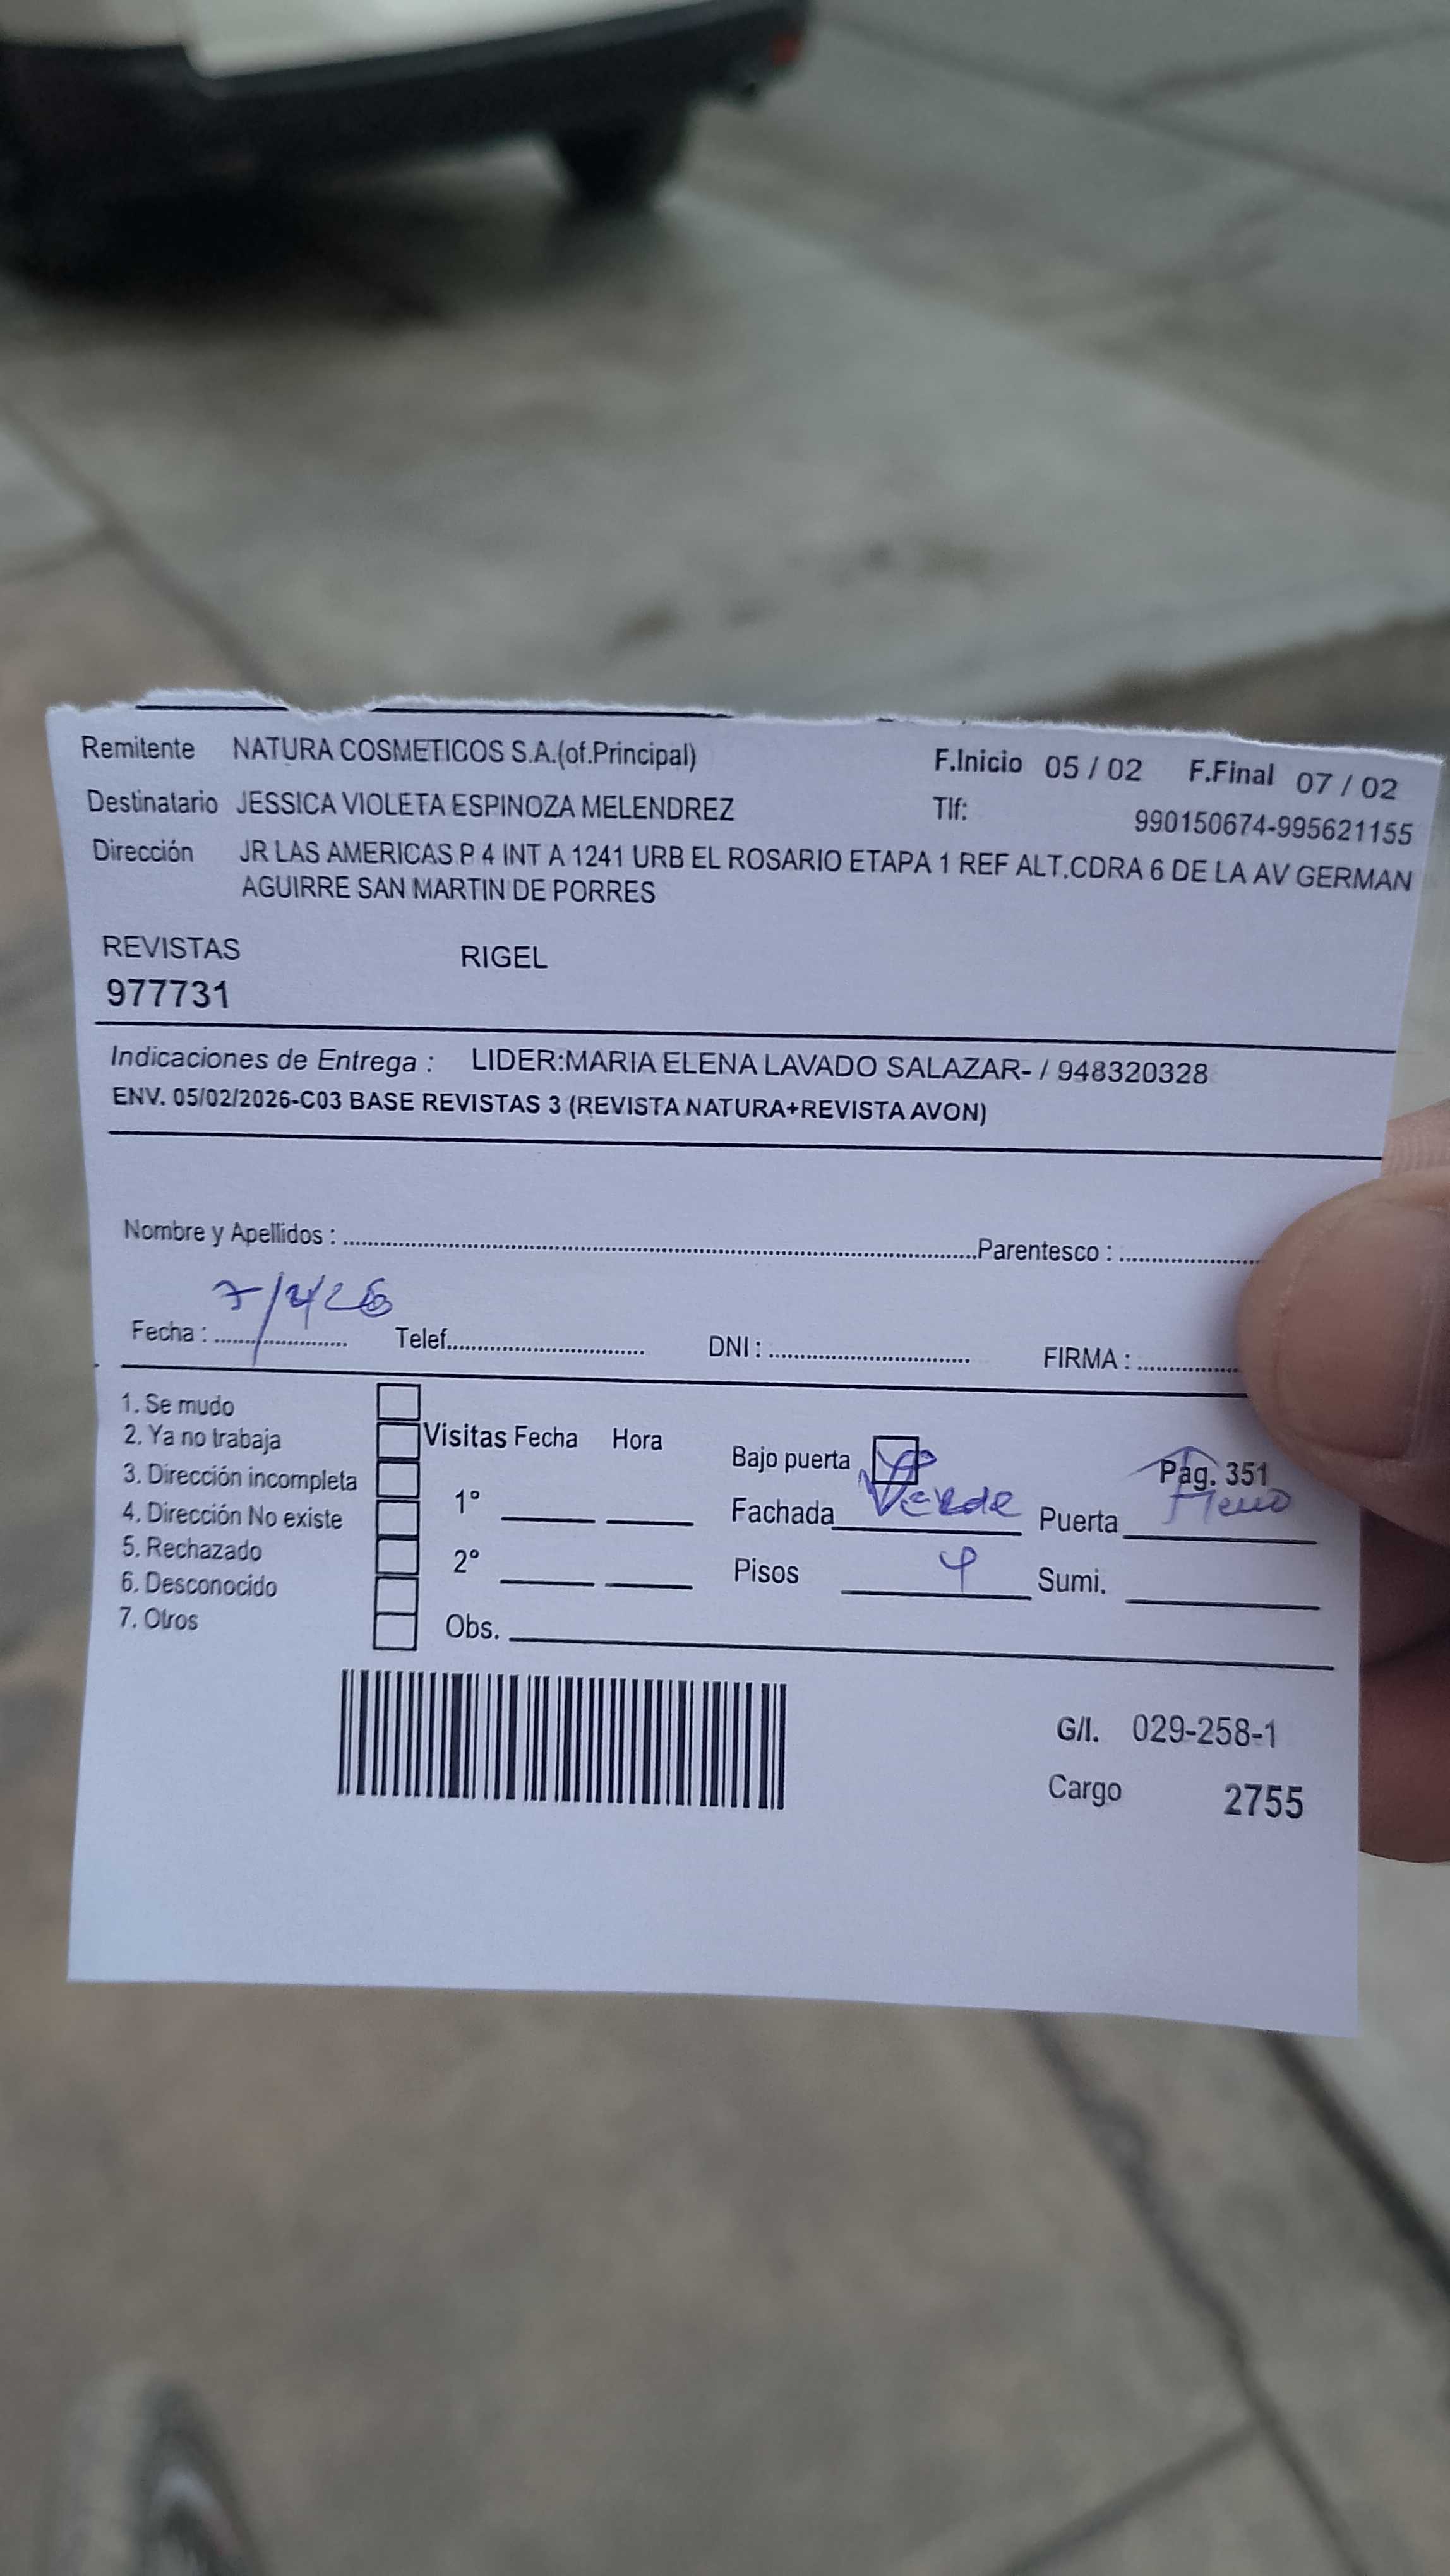 Remitente NATURA COSMETICOS S.A.(of.Principal) F.Inicio 05 / 02 F.Final 07 / 02
Destinatario JESSICA VIOLETA ESPINOZA MELENDREZ Tlf: 990150674-995621155
Dirección JR LAS AMERICAS P 4 INT A 1241 URB EL ROSARIO ETAPA 1 REF ALT.CDRA 6 DE LA AV GERMAN
AGUIRRE SAN MARTIN DE PORRES
REVISTAS RIGEL
977731
Indicaciones de Entrega : LIDER:MARIA ELENA LAVADO SALAZAR- / 948320328
ENV. 05/02/2026-C03 BASE REVISTAS 3 (REVISTA NATURA+REVISTA AVON)
Nombre y Apellidos : Parentesco :
7/2/26
Fecha : Telef. DNI : FIRMA :
1. Se mudo
2. Ya no trabaja Visitas Fecha Hora Bajo puerta Pág. 351
3. Dirección incompleta
4. Dirección No existe 1° Fachada Verde Puerta
5. Rechazado
6. Desconocido 2° Pisos 4 Sumi.
7. Otros Obs.
G/I. 029-258-1
Cargo 2755